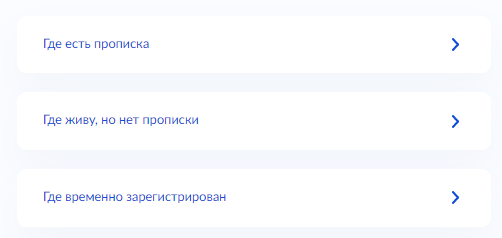 Где есть прописка
Где живу, но нет прописки
Где временно зарегистрирован